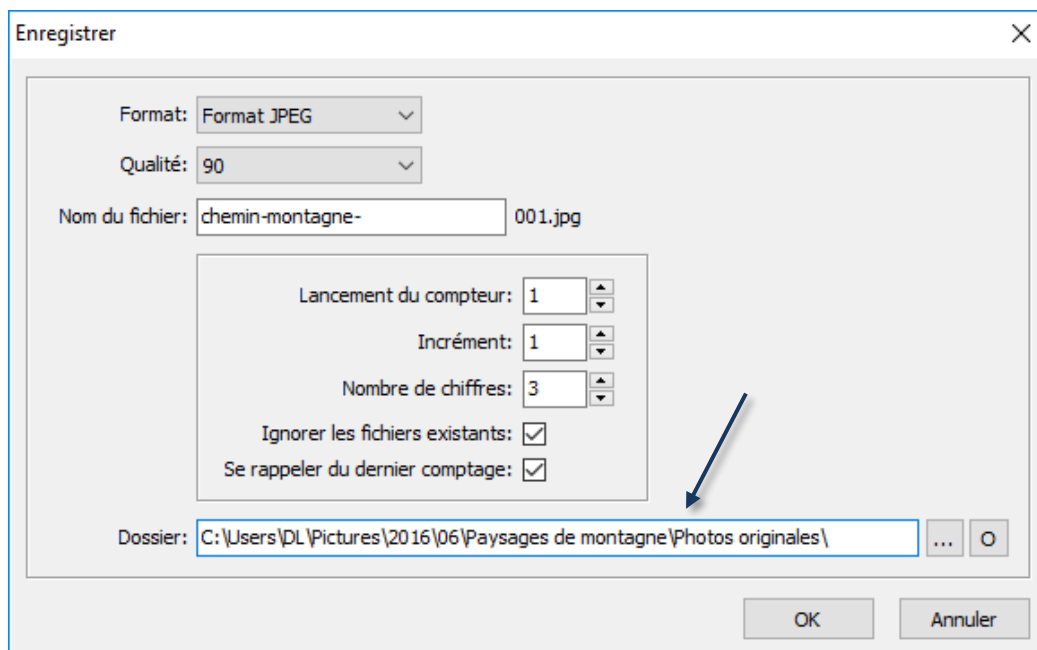 Enregistrer
Format: Format JPEG
Qualité: 90
Nom du fichier: chemin-montagne- 001.jpg
Lancement du compteur: 1
Incrément: 1
Nombre de chiffres: 3
Ignorer les fichiers existants:
Se rappeler du dernier comptage:
Dossier: C:\Users\DL\Pictures\2016\06\Paysages de montagne\Photos originales\ ... O
OK Annuler